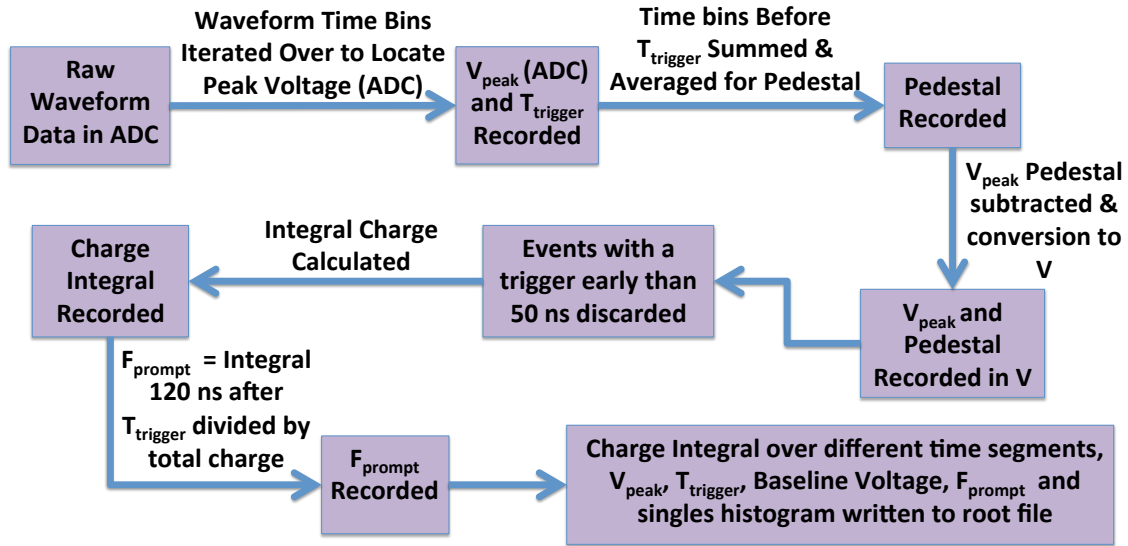 Raw
Waveform
Data in ADC
Waveform Time Bins
Iterated Over to Locate
Peak Voltage (ADC)
Vpeak (ADC)
and Ttrigger
Recorded
Time bins Before
Ttrigger Summed &
Averaged for Pedestal
Pedestal
Recorded
Vpeak Pedestal
subtracted &
conversion to
V
Vpeak and
Pedestal
Recorded in V
Events with a
trigger early than
50 ns discarded
Integral Charge
Calculated
Charge
Integral
Recorded
Fprompt = Integral
120 ns after
Ttrigger divided by
total charge
Fprompt
Recorded
Charge Integral over different time segments,
Vpeak, Ttrigger, Baseline Voltage, Fprompt and
singles histogram written to root file